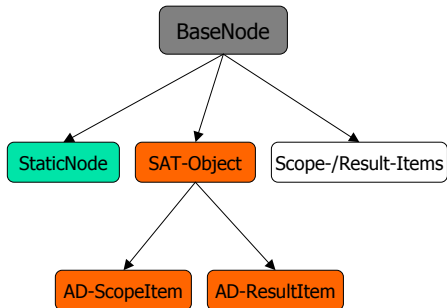 BaseNode
StaticNode
SAT-Object
Scope-/Result-Items
AD-ScopeItem
AD-ResultItem